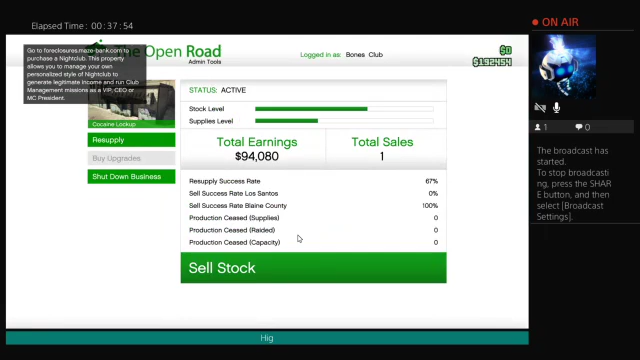 Elapsed Time : 00:37:54
ON AIR
Go to foreclosures.maze-bank.com to
purchase a Nightclub. This property
allows you to manage your own
personalized style of Nightclub to
generate legitimate income and run Club
Management missions as a VIP, CEO or
MC President.
Open Road
Admin Tools
Logged in as: Bones Club
$0
$192454
Cocaine Lockup
Resupply
Buy Upgrades
Shut Down Business
STATUS: ACTIVE
Stock Level
Supplies Level
Total Earnings
$94,080
Total Sales
1
Resupply Success Rate 67%
Sell Success Rate Los Santos 0%
Sell Success Rate Blaine County 100%
Production Ceased (Supplies) 0
Production Ceased (Raided) 0
Production Ceased (Capacity) 0
Sell Stock
Hig
1
0
The broadcast has
started.
To stop broadcasti
ng, press the SHAR
E button, and then
select [Broadcast
Settings].